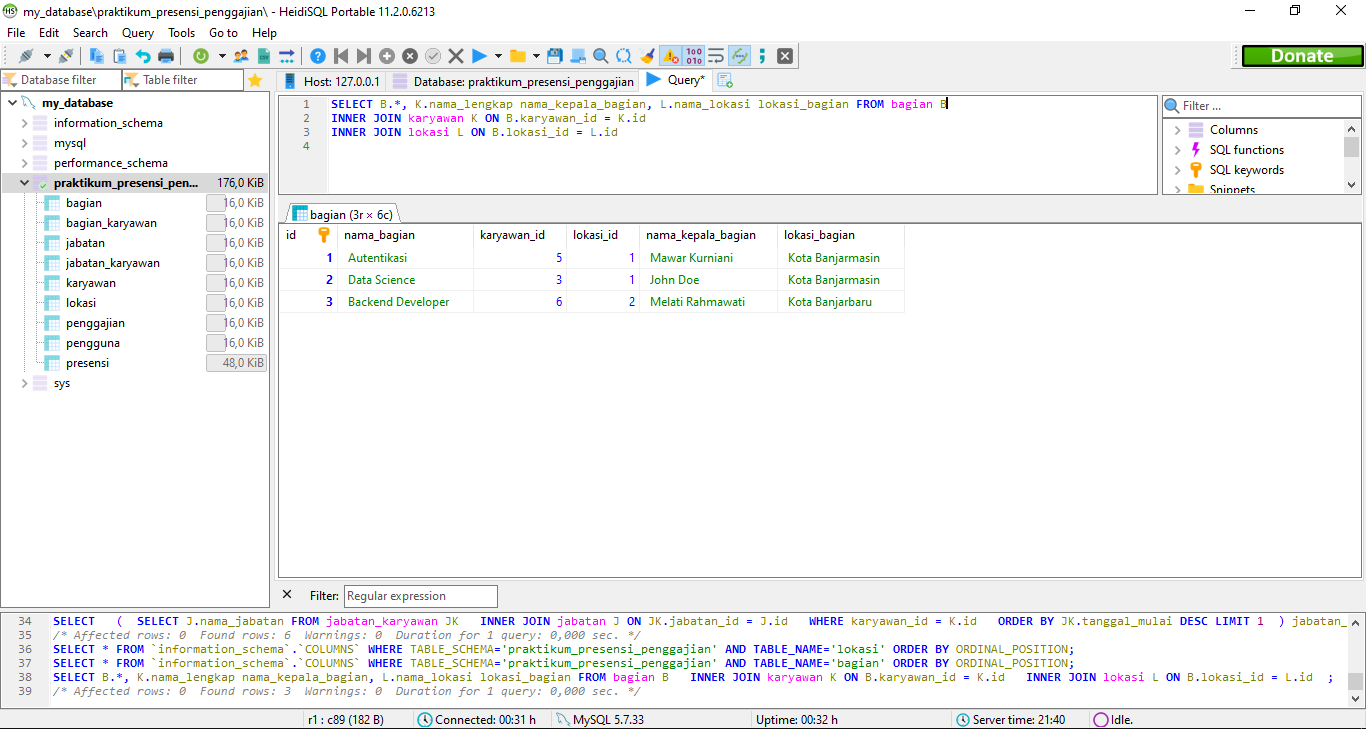 my_database\praktikum_presensi_penggajian\ - HeidiSQL Portable 11.2.0.6213
File Edit Search Query Tools Go to Help
Donate
Database filter Table filter
Host: 127.0.0.1 Database: praktikum_presensi_penggajian Query*
my_database
information_schema
mysql
performance_schema
praktikum_presensi_pen... 176,0 KiB
bagian 16,0 KiB
bagian_karyawan 16,0 KiB
jabatan 16,0 KiB
jabatan_karyawan 16,0 KiB
karyawan 16,0 KiB
lokasi 16,0 KiB
penggajian 16,0 KiB
pengguna 16,0 KiB
presensi 48,0 KiB
sys
1 SELECT B.*, K.nama_lengkap nama_kepala_bagian, L.nama_lokasi lokasi_bagian FROM bagian B
2 INNER JOIN karyawan K ON B.karyawan_id = K.id
3 INNER JOIN lokasi L ON B.lokasi_id = L.id
4
Filter ...
Columns
SQL functions
SQL keywords
Snippets
bagian (3r × 6c)
id nama_bagian karyawan_id lokasi_id nama_kepala_bagian lokasi_bagian
1 Autentikasi 5 1 Mawar Kurniani Kota Banjarmasin
2 Data Science 3 1 John Doe Kota Banjarmasin
3 Backend Developer 6 2 Melati Rahmawati Kota Banjarbaru
Filter: Regular expression
34 SELECT ( SELECT J.nama_jabatan FROM jabatan_karyawan JK INNER JOIN jabatan J ON JK.jabatan_id = J.id WHERE karyawan_id = K.id ORDER BY JK.tanggal_mulai DESC LIMIT 1 ) jabatan_
35 /* Affected rows: 0 Found rows: 6 Warnings: 0 Duration for 1 query: 0,000 sec. */
36 SELECT * FROM `information_schema`.`COLUMNS` WHERE TABLE_SCHEMA='praktikum_presensi_penggajian' AND TABLE_NAME='lokasi' ORDER BY ORDINAL_POSITION;
37 SELECT * FROM `information_schema`.`COLUMNS` WHERE TABLE_SCHEMA='praktikum_presensi_penggajian' AND TABLE_NAME='bagian' ORDER BY ORDINAL_POSITION;
38 SELECT B.*, K.nama_lengkap nama_kepala_bagian, L.nama_lokasi lokasi_bagian FROM bagian B INNER JOIN karyawan K ON B.karyawan_id = K.id INNER JOIN lokasi L ON B.lokasi_id = L.id ;
39 /* Affected rows: 0 Found rows: 3 Warnings: 0 Duration for 1 query: 0,000 sec. */
r1 : c89 (182 B) Connected: 00:31 h MySQL 5.7.33 Uptime: 00:32 h Server time: 21:40 Idle.